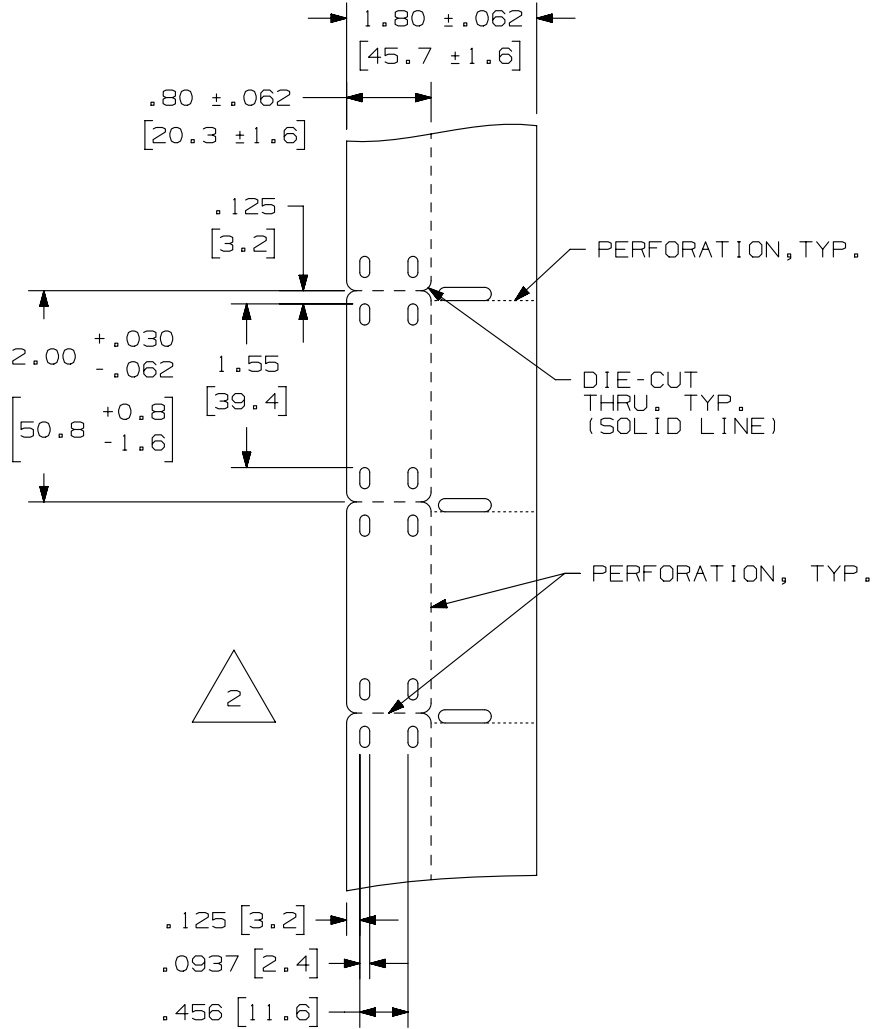 1.80 ±.062
[45.7 ±1.6]
.80 ±.062
[20.3 ±1.6]
.125
[3.2]
PERFORATION, TYP.
2.00 +.030 -.062
[50.8 +0.8 -1.6]
1.55
[39.4]
DIE-CUT
THRU. TYP.
(SOLID LINE)
PERFORATION, TYP.
2
.125 [3.2]
.0937 [2.4]
.456 [11.6]